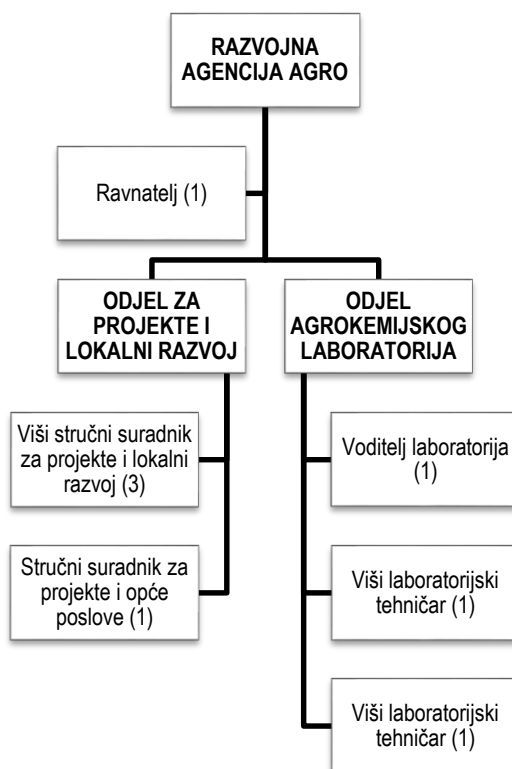 RAZVOJNA
AGENCIJA AGRO
Ravnatelj (1)
ODJEL ZA
PROJEKTE I
LOKALNI RAZVOJ
Viši stručni suradnik
za projekte i lokalni
razvoj (3)
Stručni suradnik za
projekte i opće
poslove (1)
ODJEL
AGROKEMIJSKOG
LABORATORIJA
Voditelj laboratorija
(1)
Viši laboratorijski
tehničar (1)
Viši laboratorijski
tehničar (1)